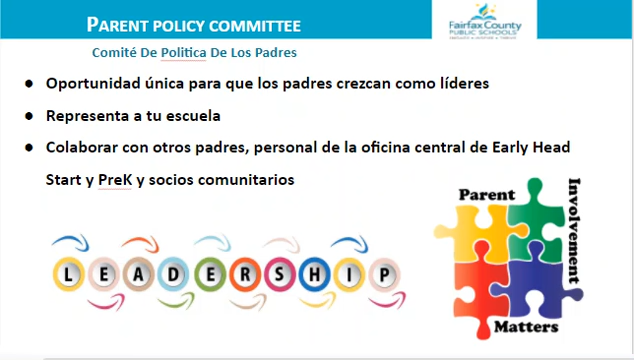 PARENT POLICY COMMITTEE
Fairfax County
PUBLIC SCHOOLS
Comité De Politica De Los Padres
● Oportunidad única para que los padres crezcan como líderes
● Representa a tu escuela
● Colaborar con otros padres, personal de la oficina central de Early Head
Start y PreK y socios comunitarios
LEADERSHIP
Parent
Involvement
Matters